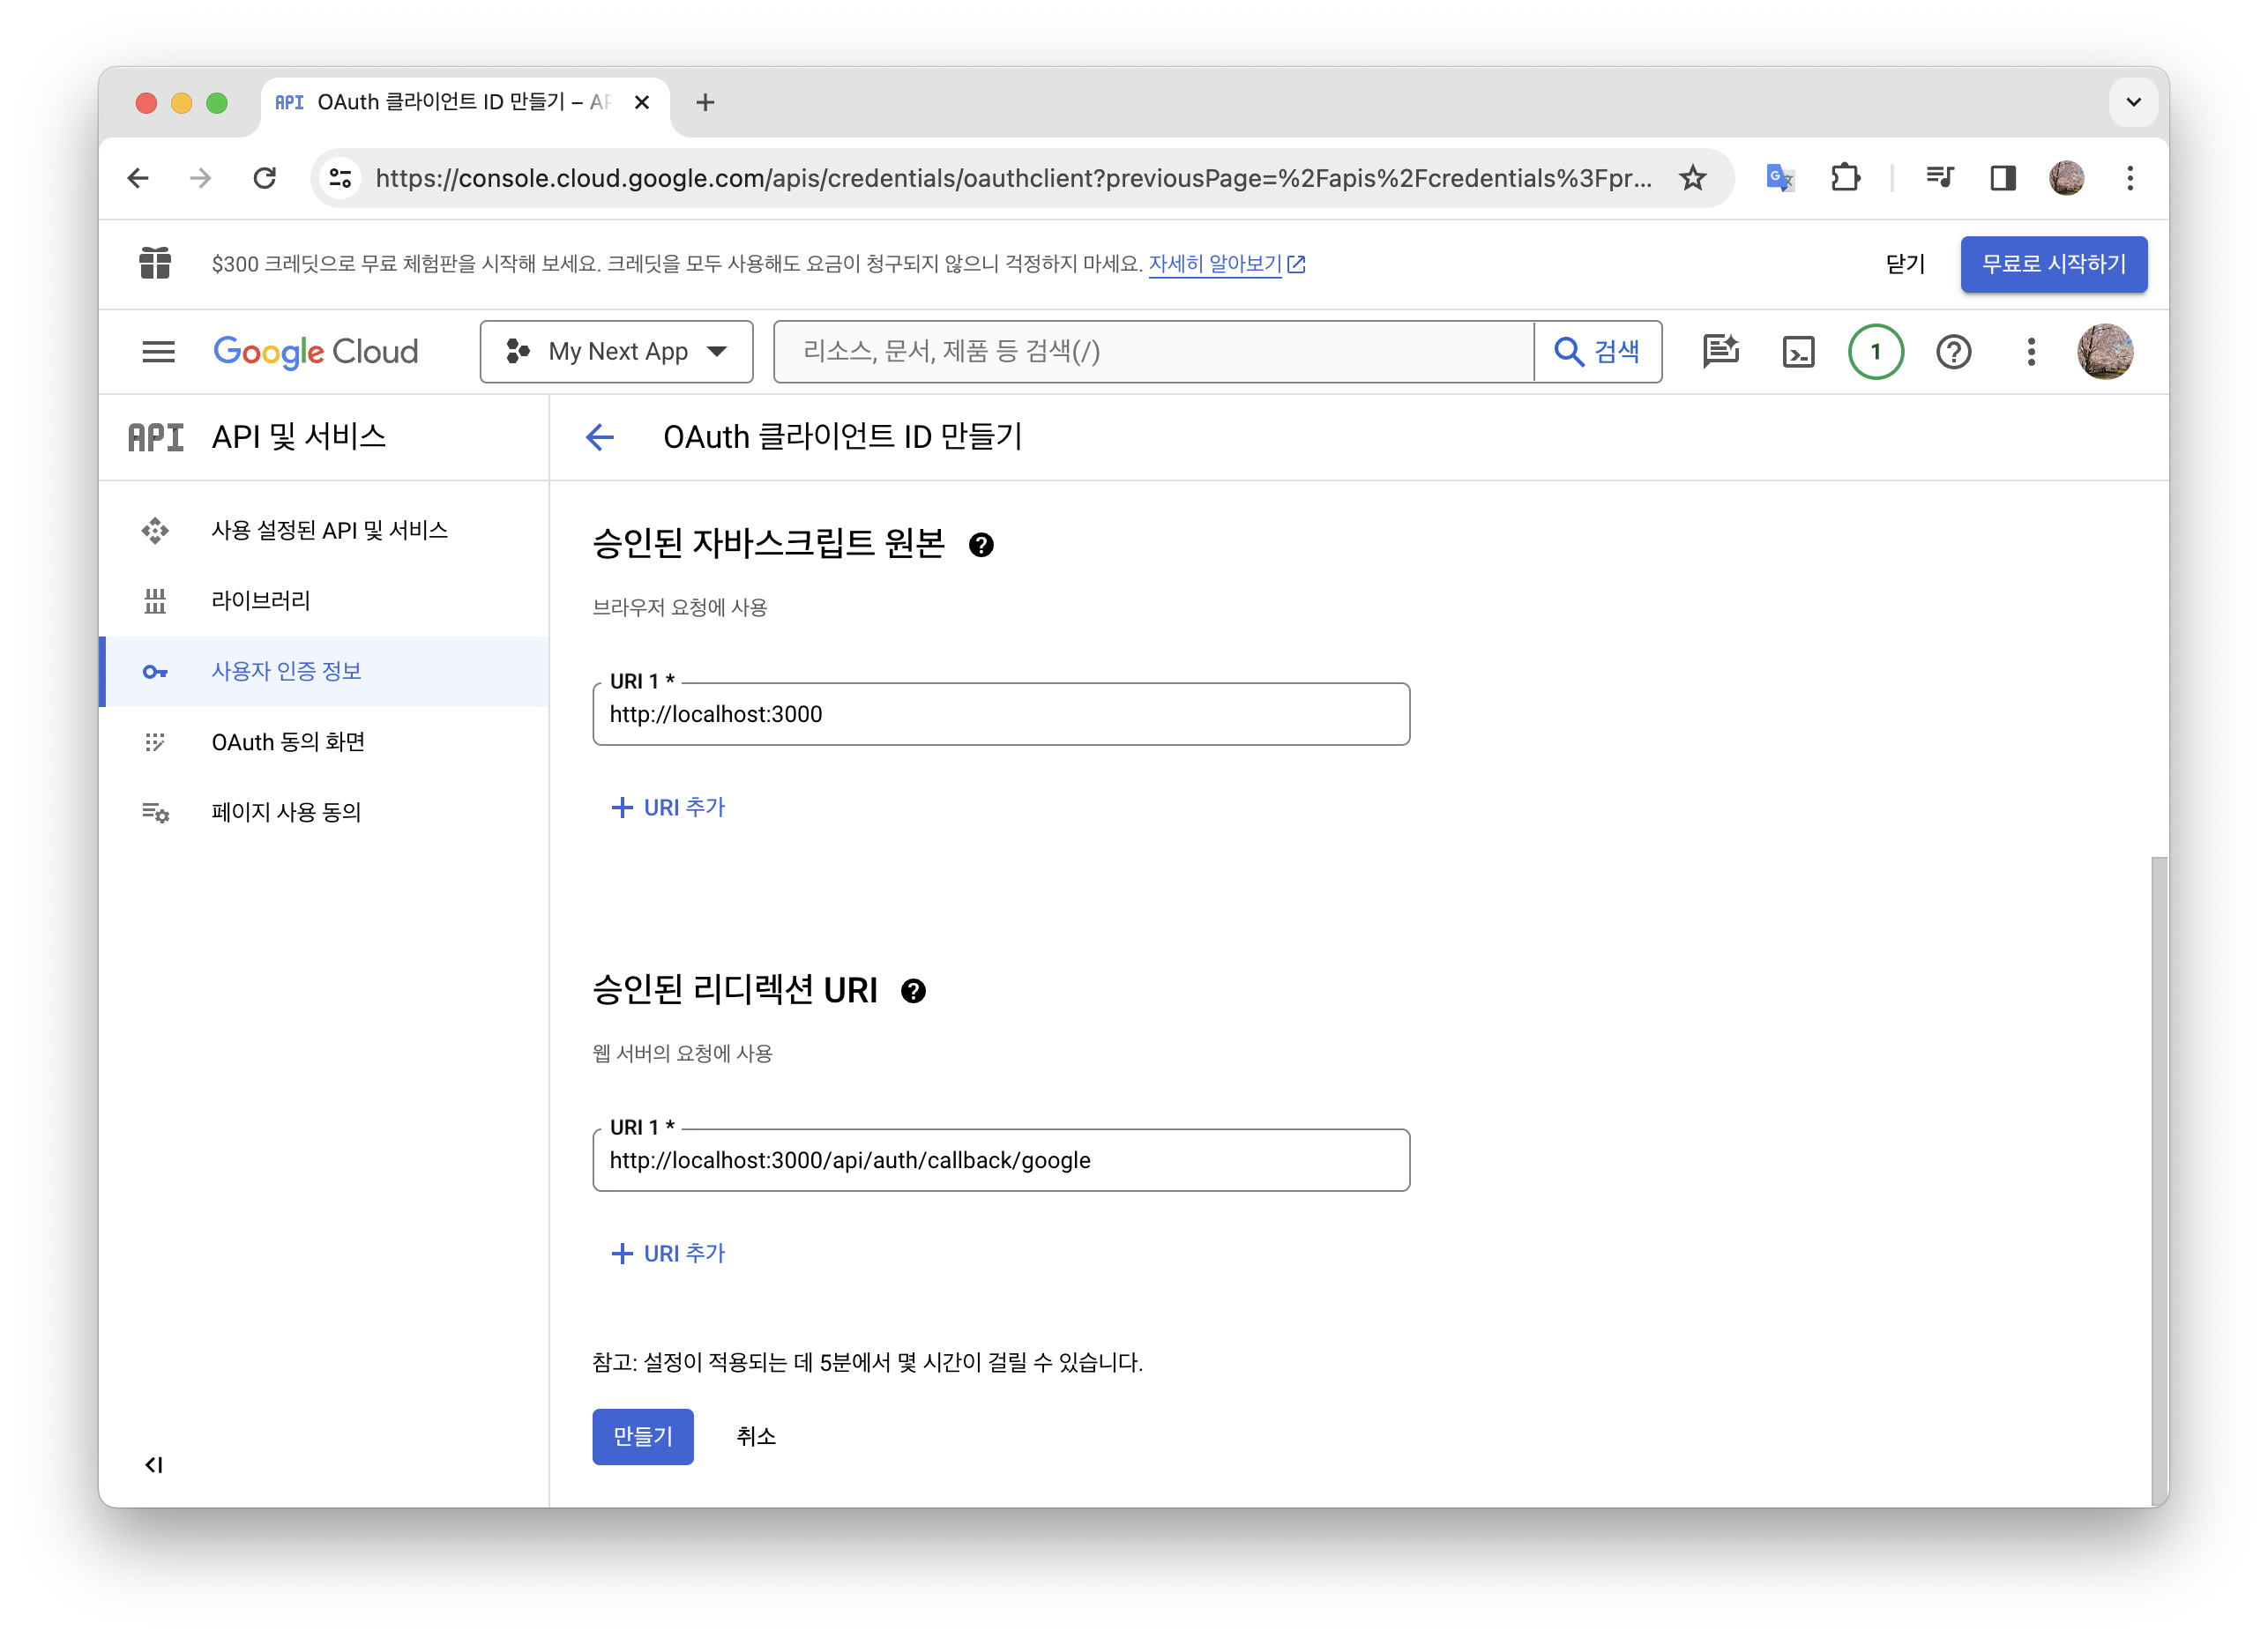 API OAuth 클라이언트 ID 만들기 – AP
https://console.cloud.google.com/apis/credentials/oauthclient?previousPage=%2Fapis%2Fcredentials%3Fpr...
$300 크레딧으로 무료 체험판을 시작해 보세요. 크레딧을 모두 사용해도 요금이 청구되지 않으니 걱정하지 마세요. 자세히 알아보기
닫기
무료로 시작하기
Google Cloud
My Next App
리소스, 문서, 제품 등 검색(/)
검색
1
API API 및 서비스
OAuth 클라이언트 ID 만들기
사용 설정된 API 및 서비스
라이브러리
사용자 인증 정보
OAuth 동의 화면
페이지 사용 동의
승인된 자바스크립트 원본
브라우저 요청에 사용
URI 1 *
http://localhost:3000
URI 추가
승인된 리디렉션 URI
웹 서버의 요청에 사용
URI 1 *
http://localhost:3000/api/auth/callback/google
URI 추가
참고: 설정이 적용되는 데 5분에서 몇 시간이 걸릴 수 있습니다.
만들기
취소